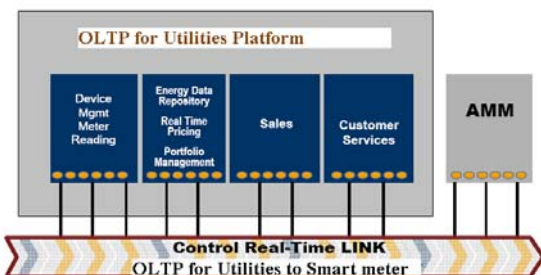 OLTP for Utilities Platform
Device
Mgmt
Meter
Reading
Energy Data
Repository
Real Time
Pricing
Portfolio
Management
Sales
Customer
Services
AMM
Control Real-Time LINK
OLTP for Utilities to Smart meter